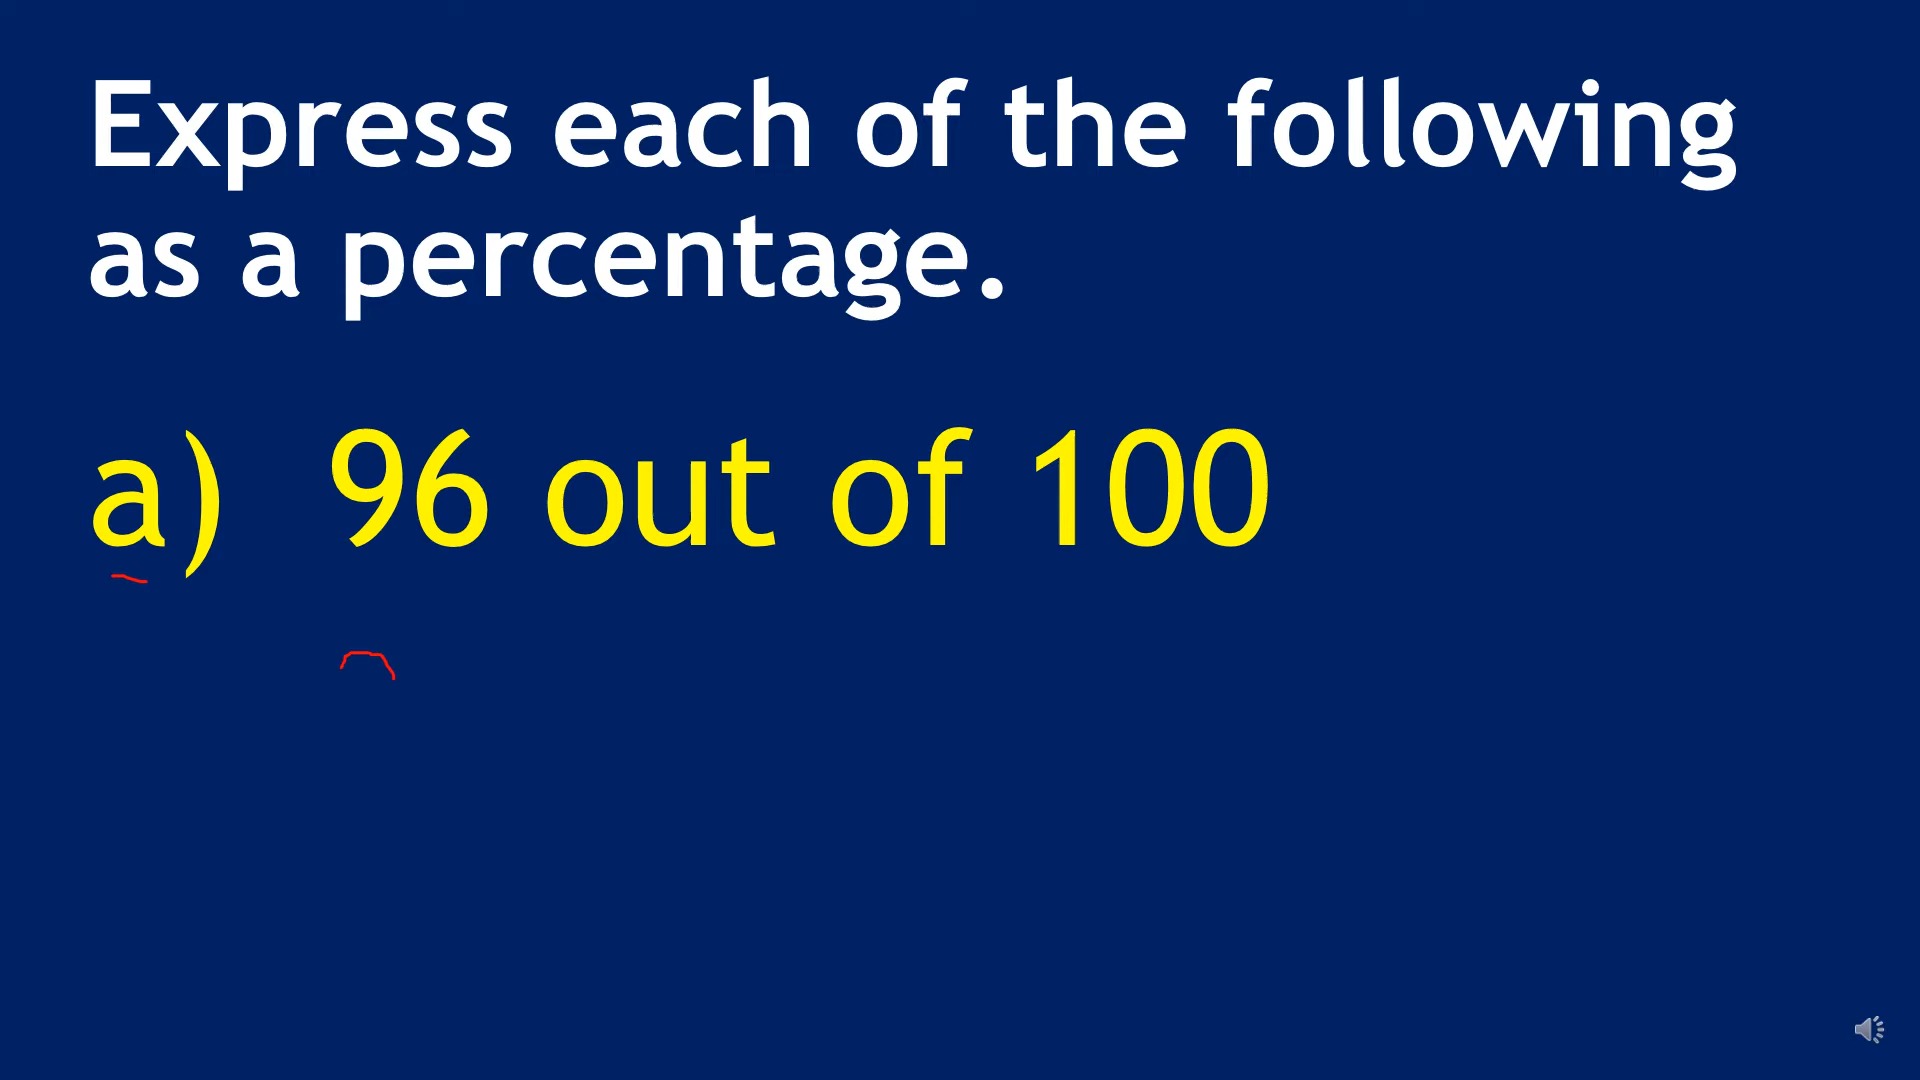 Express each of the following
as a percentage.
a) 96 out of 100